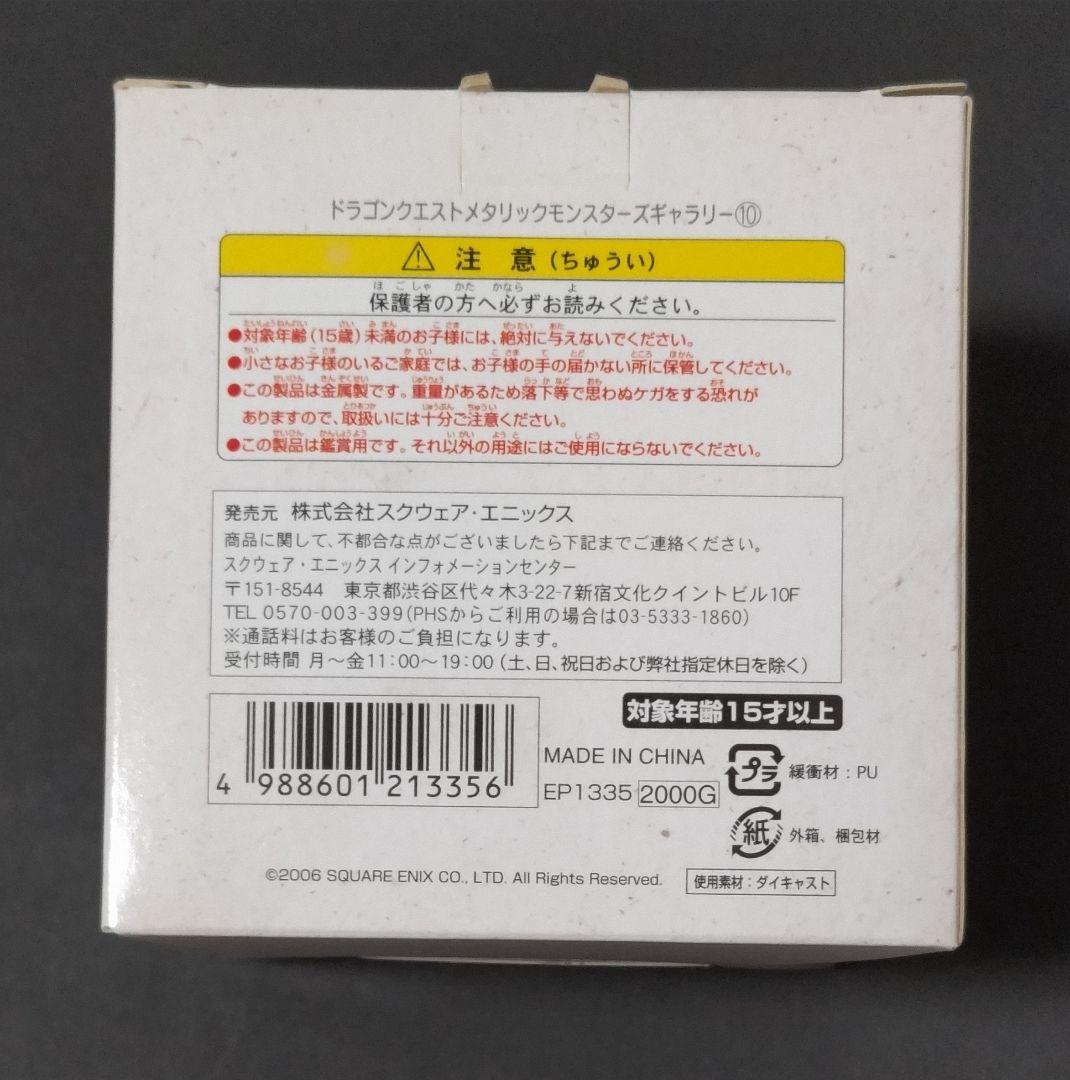 ドラゴンクエストメタリックモンスターズギャラリー⑩
⚠ 注 意(ちゅうい)
保護者の方へ必ずお読みください。
●対象年齢(15歳)未満のお子様には、絶対に与えないでください。
●小さなお子様のいるご家庭では、お子様の手の届かない所に保管してください。
●この製品は金属製です。重量があるため落下等で思わぬケガをする恐れが
ありますので、取扱いには十分ご注意ください。
●この製品は鑑賞用です。それ以外の用途にはご使用にならないでください。
発売元 株式会社スクウェア・エニックス
商品に関して、不都合な点がございましたら下記までご連絡ください。
スクウェア・エニックス インフォメーションセンター
〒151-8544 東京都渋谷区代々木3-22-7新宿文化クイントビル10F
TEL 0570-003-399(PHSからご利用の場合は03-5333-1860)
※通話料はお客様のご負担になります。
受付時間 月～金11:00～19:00(土、日、祝日および弊社指定休日を除く)
対象年齢15才以上
4 988601 213356
MADE IN CHINA
EP1335 2000G
プラ 緩衝材：PU
紙 外箱、梱包材
©2006 SQUARE ENIX CO., LTD. All Rights Reserved.
使用素材：ダイキャスト